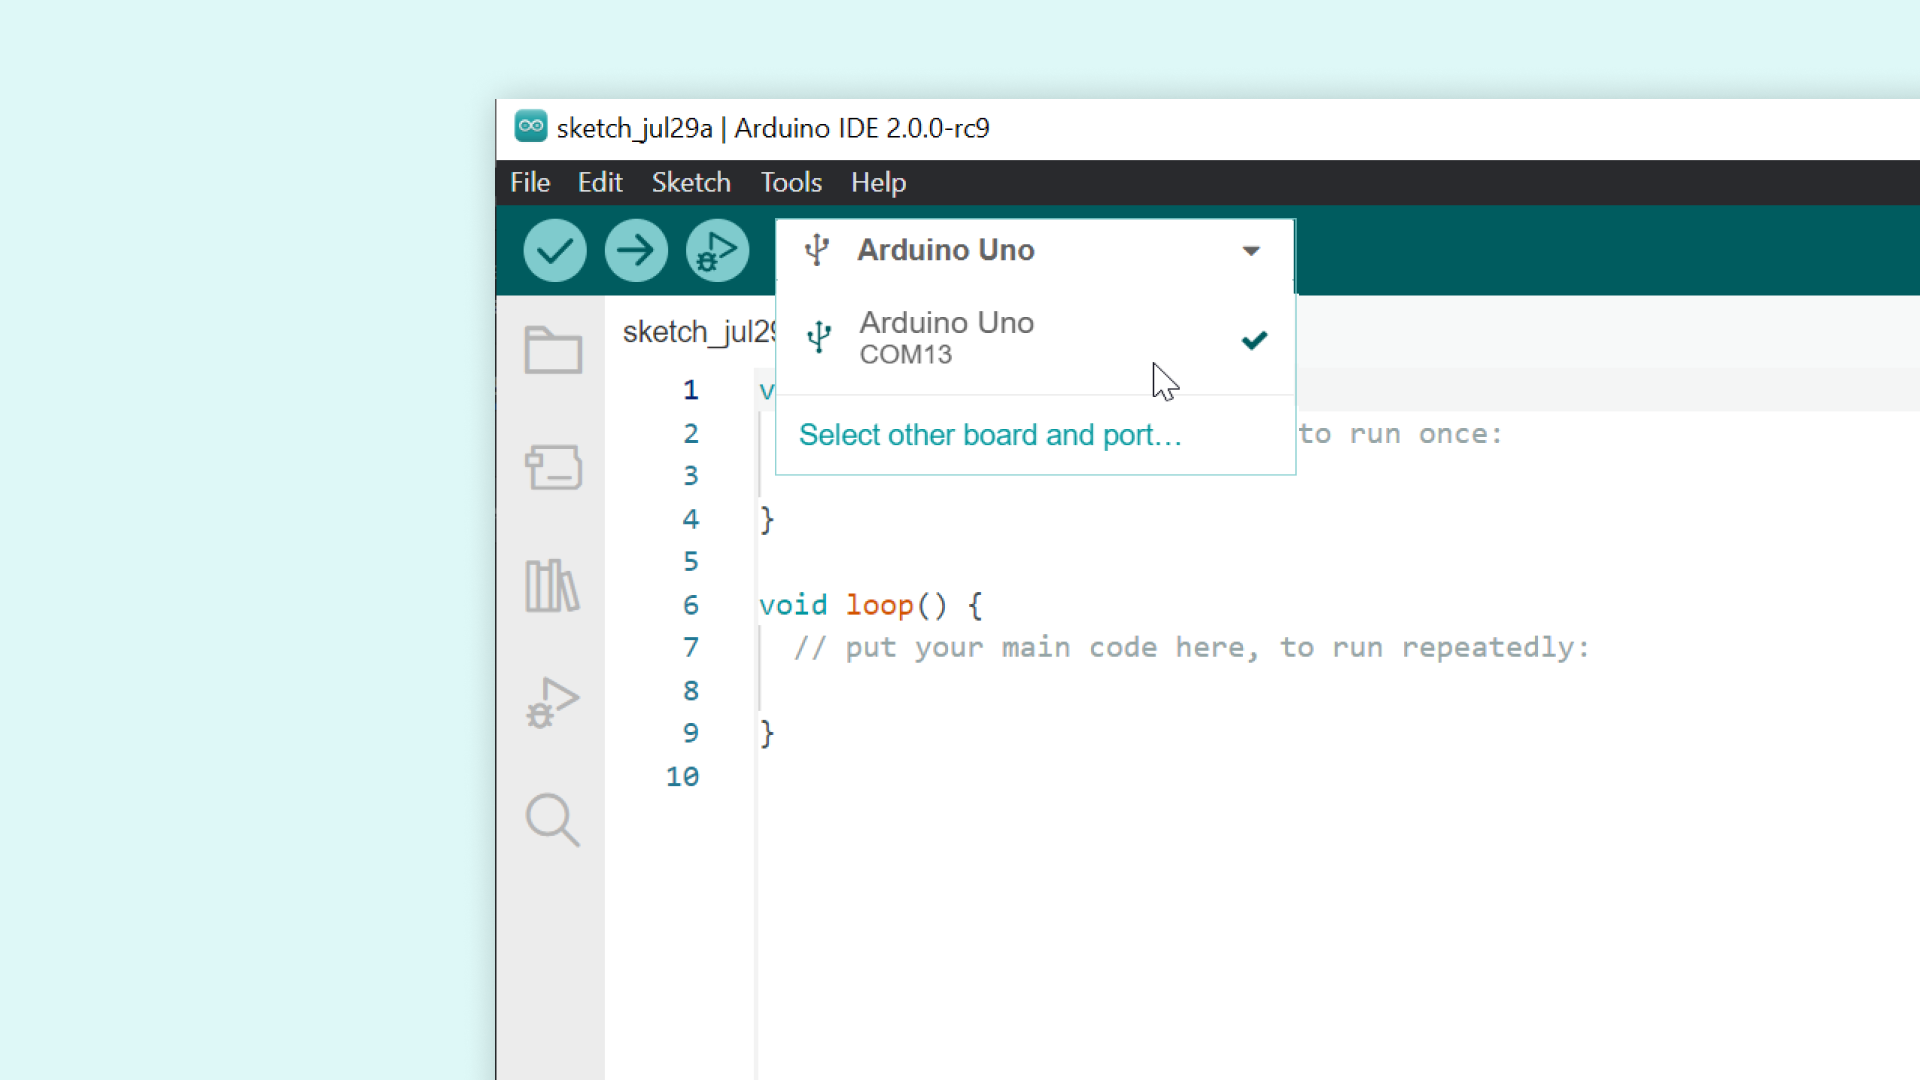 sketch_jul29a | Arduino IDE 2.0.0-rc9
File Edit Sketch Tools Help
Arduino Uno
Arduino Uno
COM13
Select other board and port...
sketch_jul29
1 v
2 to run once:
3
4 }
5
6 void loop() {
7 // put your main code here, to run repeatedly:
8
9 }
10